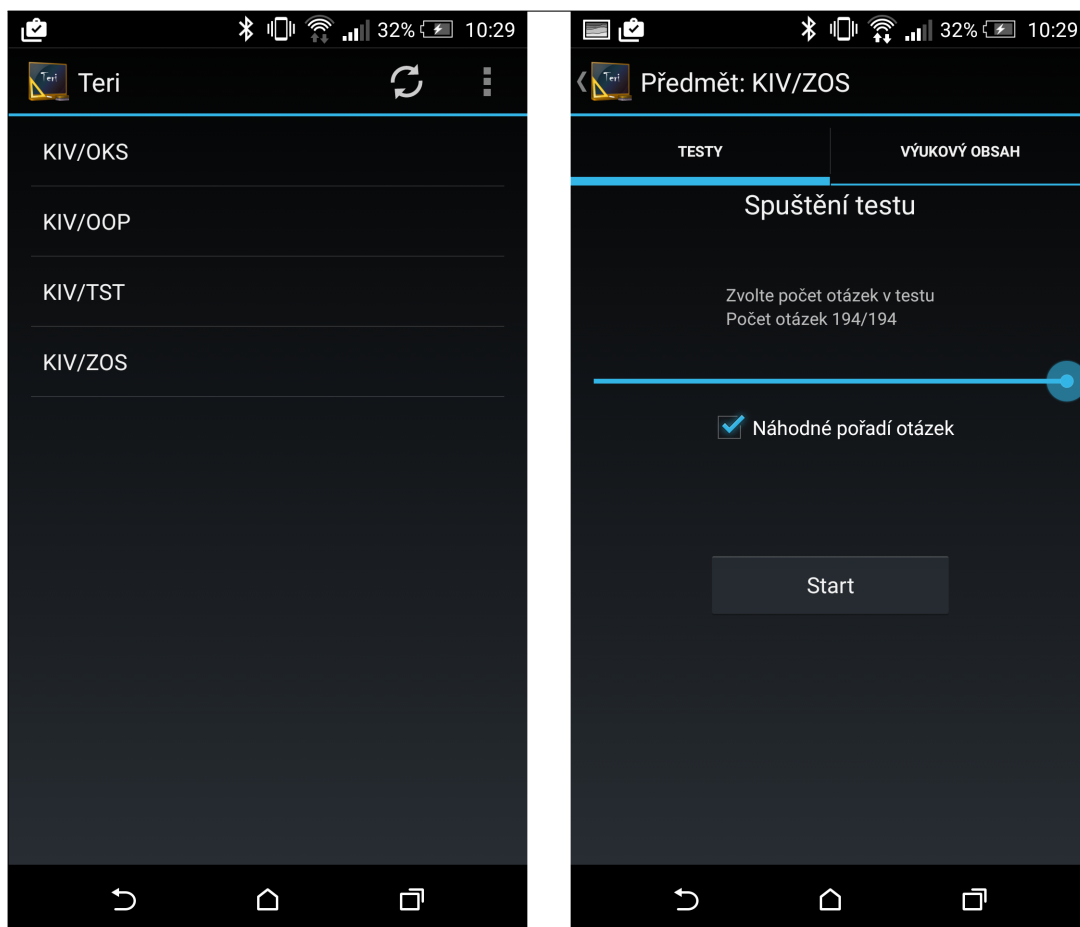 32% 10:29
Teri
KIV/OKS
KIV/OOP
KIV/TST
KIV/ZOS
32% 10:29
Předmět: KIV/ZOS
TESTY
VÝUKOVÝ OBSAH
Spuštění testu
Zvolte počet otázek v testu
Počet otázek 194/194
Náhodné pořadí otázek
Start